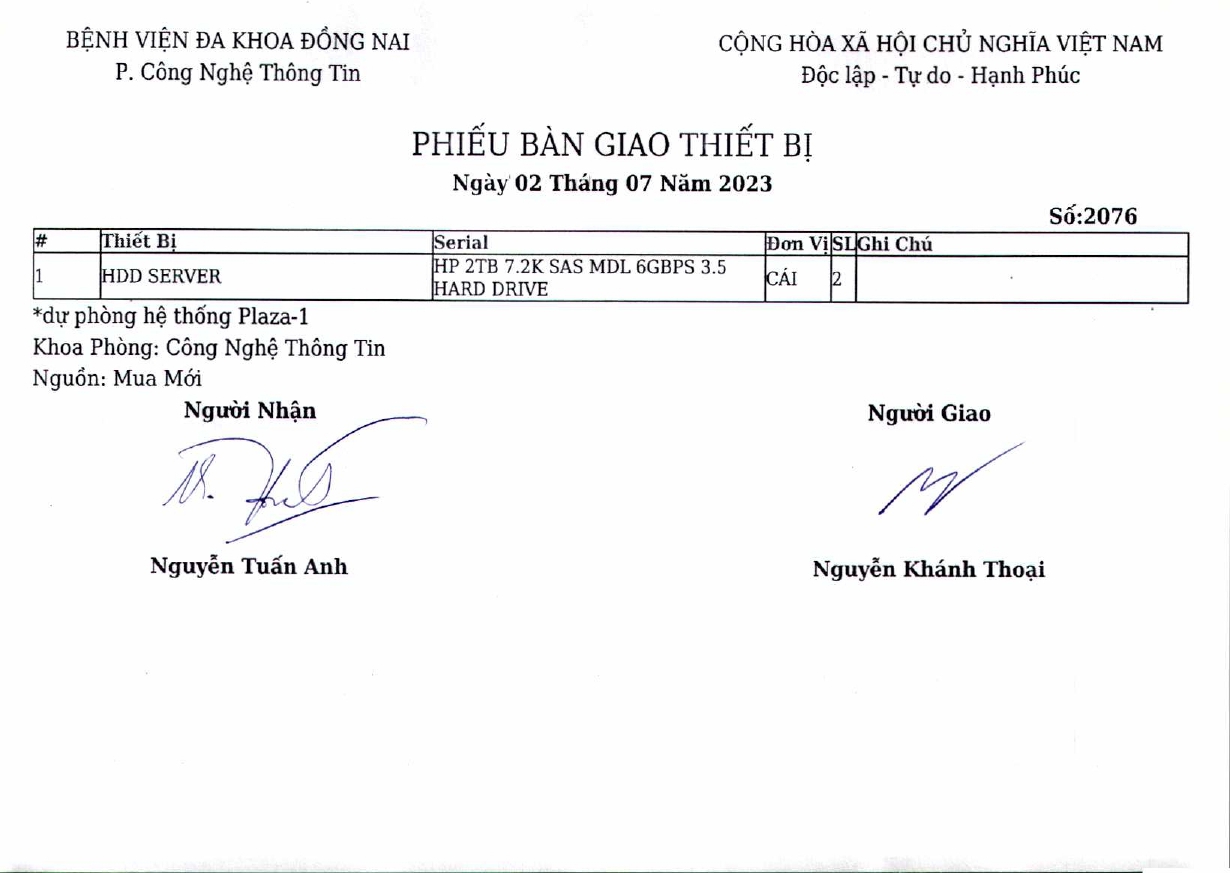 BỆNH VIỆN ĐA KHOA ĐỒNG NAI
P. Công Nghệ Thông Tin
CỘNG HÒA XÃ HỘI CHỦ NGHĨA VIỆT NAM
Độc lập - Tự do - Hạnh Phúc
PHIẾU BÀN GIAO THIẾT BỊ
Ngày 02 Tháng 07 Năm 2023
Số:2076
# Thiết Bị Serial Đơn Vị SL Ghi Chú
1 HDD SERVER HP 2TB 7.2K SAS MDL 6GBPS 3.5 CÁI 2
HARD DRIVE
*dự phòng hệ thống Plaza-1
Khoa Phòng: Công Nghệ Thông Tin
Nguồn: Mua Mới
Người Nhận
Người Giao
Nguyễn Tuấn Anh
Nguyễn Khánh Thoại